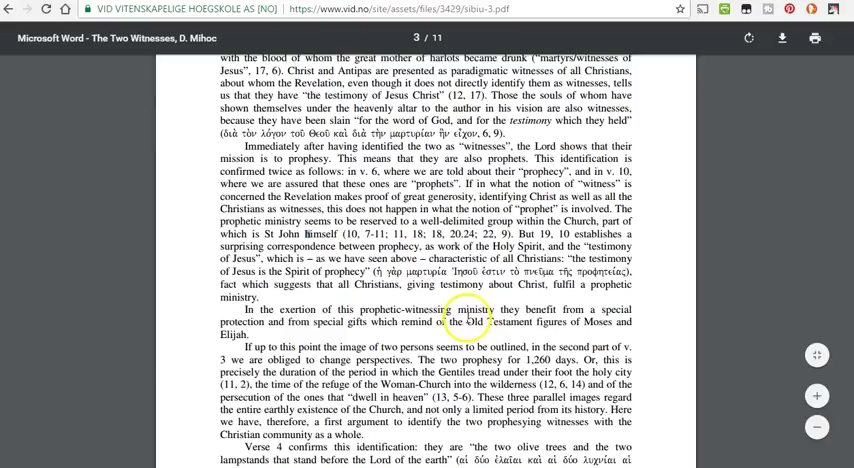 VID VITENSKAPELIGE HOEGSKOLE AS [NO] https://www.vid.no/site/assets/files/3429/sibiu-3.pdf
Microsoft Word - The Two Witnesses, D. Mihoc 3 / 11
with the blood of whom the great mother of harlots became drunk (“martyrs/witnesses of
Jesus”, 17, 6). Christ and Antipas are presented as paradigmatic witnesses of all Christians,
about whom the Revelation, even though it does not directly identify them as witnesses, tells
us that they have “the testimony of Jesus Christ” (12, 17). Those the souls of whom have
shown themselves under the heavenly altar to the author in his vision are also witnesses,
because they have been slain “for the word of God, and for the testimony which they held”
(διὰ τὸν λόγον τοῦ Θεοῦ καὶ διὰ τὴν μαρτυρίαν ἣν εἶχον, 6, 9).
Immediately after having identified the two as “witnesses”, the Lord shows that their
mission is to prophesy. This means that they are also prophets. This identification is
confirmed twice as follows: in v. 6, where we are told about their “prophecy”, and in v. 10,
where we are assured that these ones are “prophets”. If in what the notion of “witness” is
concerned the Revelation makes proof of great generosity, identifying Christ as well as all the
Christians as witnesses, this does not happen in what the notion of “prophet” is involved. The
prophetic ministry seems to be reserved to a well-delimited group within the Church, part of
which is St John himself (10, 7-11; 11, 18; 18, 20.24; 22, 9). But 19, 10 establishes a
surprising correspondence between prophecy, as work of the Holy Spirit, and the “testimony
of Jesus”, which is – as we have seen above – characteristic of all Christians: “the testimony
of Jesus is the Spirit of prophecy” (ἡ γὰρ μαρτυρία Ἰησοῦ ἐστιν τὸ πνεῦμα τῆς προφητείας),
fact which suggests that all Christians, giving testimony about Christ, fulfil a prophetic
ministry.
In the exertion of this prophetic-witnessing ministry they benefit from a special
protection and from special gifts which remind of the Old Testament figures of Moses and
Elijah.
If up to this point the image of two persons seems to be outlined, in the second part of v.
3 we are obliged to change perspectives. The two prophesy for 1,260 days. Or, this is
precisely the duration of the period in which the Gentiles tread under their foot the holy city
(11, 2), the time of the refuge of the Woman-Church into the wilderness (12, 6, 14) and of the
persecution of the ones that “dwell in heaven” (13, 5-6). These three parallel images regard
the entire earthly existence of the Church, and not only a limited period from its history. Here
we have, therefore, a first argument to identify the two prophesying witnesses with the
Christian community as a whole.
Verse 4 confirms this identification: they are “the two olive trees and the two
lampstands that stand before the Lord of the earth” (αἱ δύο ἐλαῖαι καὶ αἱ δύο λυχνίαι αἱ